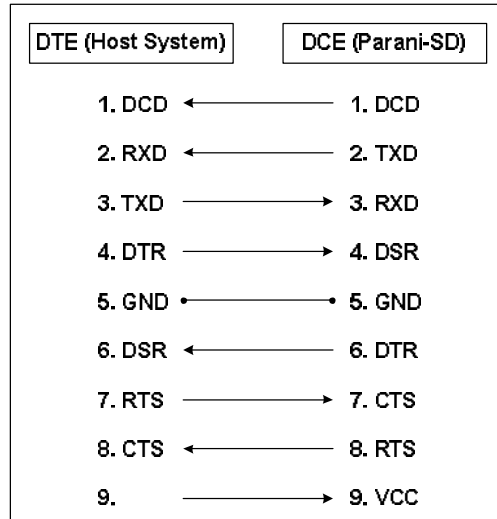 DTE (Host System) DCE (Parani-SD)
1. DCD 1. DCD
2. RXD 2. TXD
3. TXD 3. RXD
4. DTR 4. DSR
5. GND 5. GND
6. DSR 6. DTR
7. RTS 7. CTS
8. CTS 8. RTS
9. 9. VCC